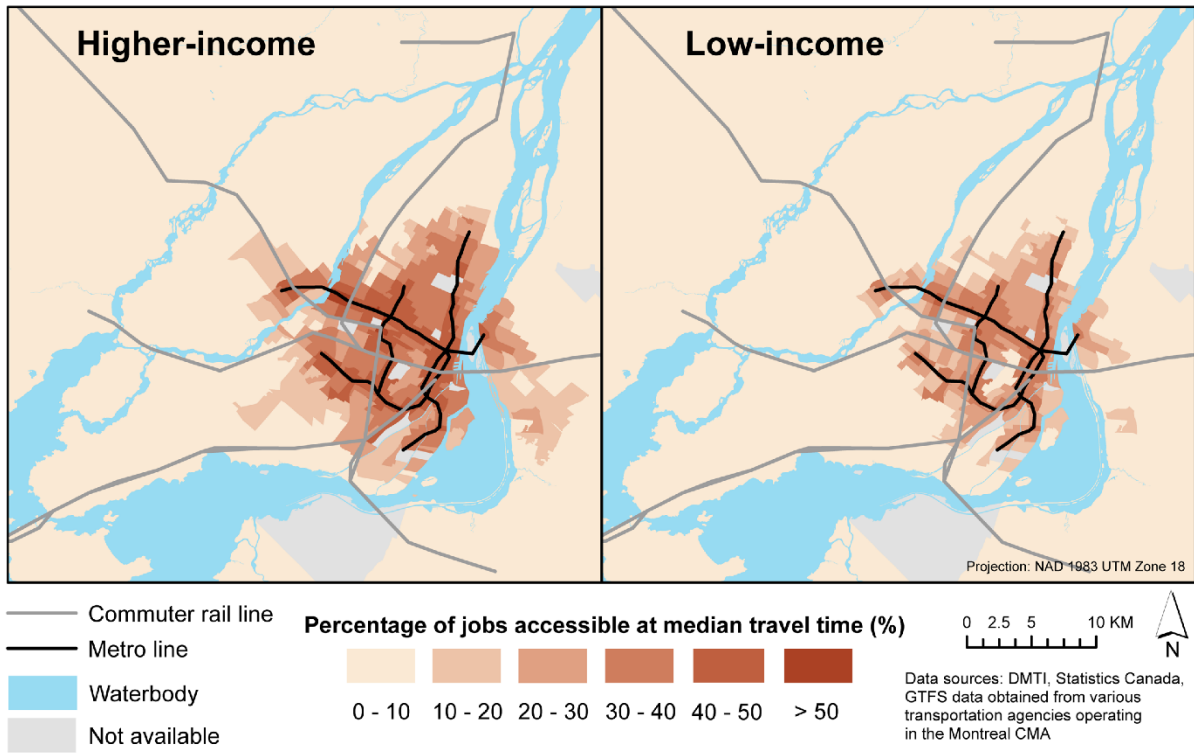 Higher-income
Low-income
Projection: NAD 1983 UTM Zone 18
Commuter rail line
Metro line
Waterbody
Not available
Percentage of jobs accessible at median travel time (%)
0 - 10
10 - 20
20 - 30
30 - 40
40 - 50
> 50
0 2.5 5 10 KM
N
Data sources: DMTI, Statistics Canada,
GTFS data obtained from various
transportation agencies operating
in the Montreal CMA